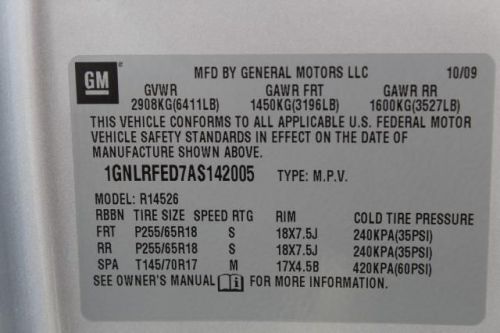 GM
MFD BY GENERAL MOTORS LLC 10/09
GVWR GAWR FRT GAWR RR
2908KG(6411LB) 1450KG(3196LB) 1600KG(3527LB)
THIS VEHICLE CONFORMS TO ALL APPLICABLE U.S. FEDERAL MOTOR
VEHICLE SAFETY STANDARDS IN EFFECT ON THE DATE OF
MANUFACTURE SHOWN ABOVE.
1GNLRFED7AS142005 TYPE: M.P.V.
MODEL: R14526
RBBN TIRE SIZE SPEED RTG RIM COLD TIRE PRESSURE
FRT P255/65R18 S 18X7.5J 240KPA(35PSI)
RR P255/65R18 S 18X7.5J 240KPA(35PSI)
SPA T145/70R17 M 17X4.5B 420KPA(60PSI)
SEE OWNER'S MANUAL i FOR MORE INFORMATION.